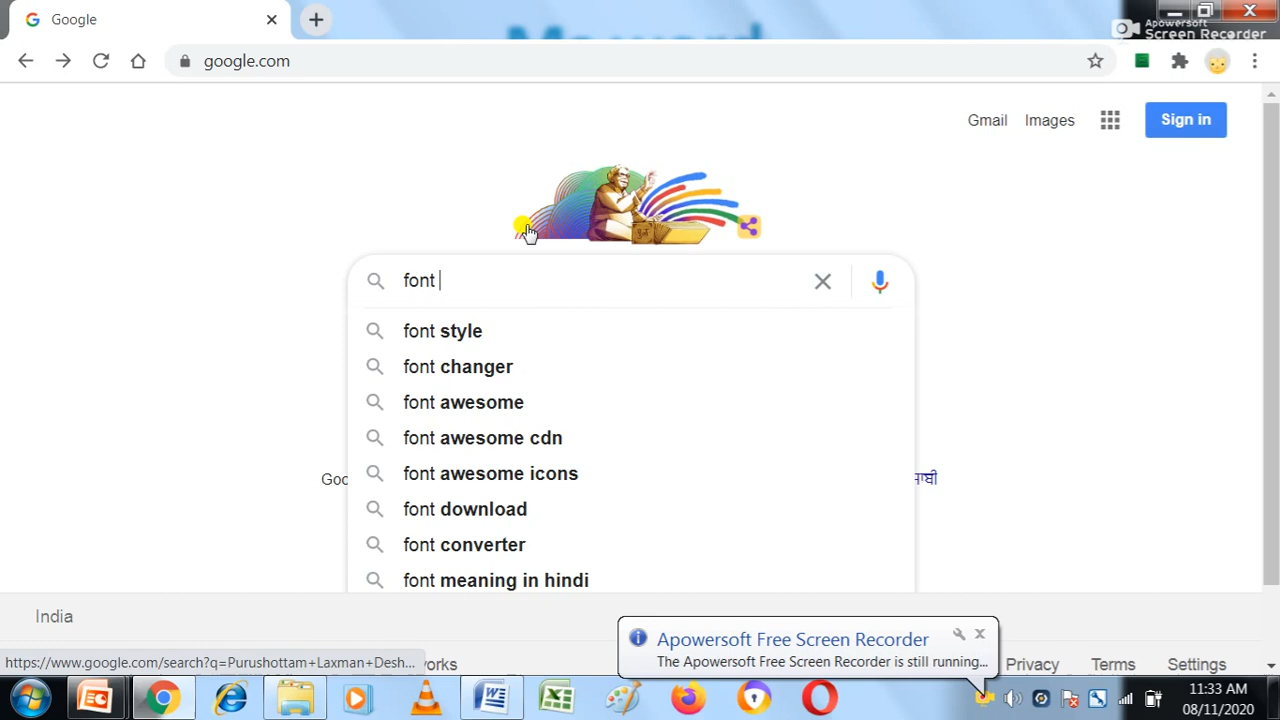 Google
Apowersoft
Screen Recorder
google.com
Gmail
Images
Sign in
font
font style
font changer
font awesome
font awesome cdn
font awesome icons
font download
font converter
font meaning in hindi
Goo
India
Apowersoft Free Screen Recorder
The Apowersoft Free Screen Recorder is still running...
https://www.google.com/search?q=Purushottam+Laxman+Desh...
works
Privacy
Terms
Settings
11:33 AM
08/11/2020